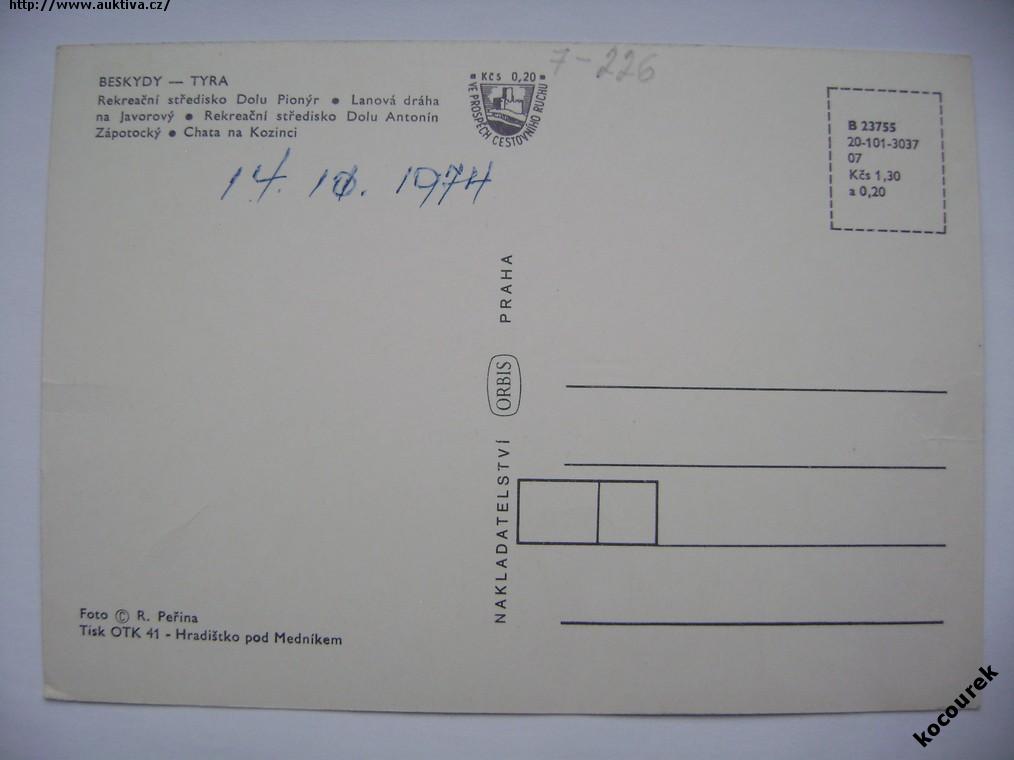 http://www.auktiva.cz/
7-226
BESKYDY — TYRA
Rekreační středisko Dolu Pionýr ● Lanová dráha
na Javorový ● Rekreační středisko Dolu Antonín
Zápotocký ● Chata na Kozinci
Kčs 0,20
VE PROSPĚCH CESTOVNÍHO RUCHU
B 23755
20-101-3037
07
Kčs 1,30
a 0,20
14. 10. 1974
NAKLADATELSTVÍ ORBIS PRAHA
Foto © R. Peřina
Tisk OTK 41 - Hradištko pod Medníkem
kocourek